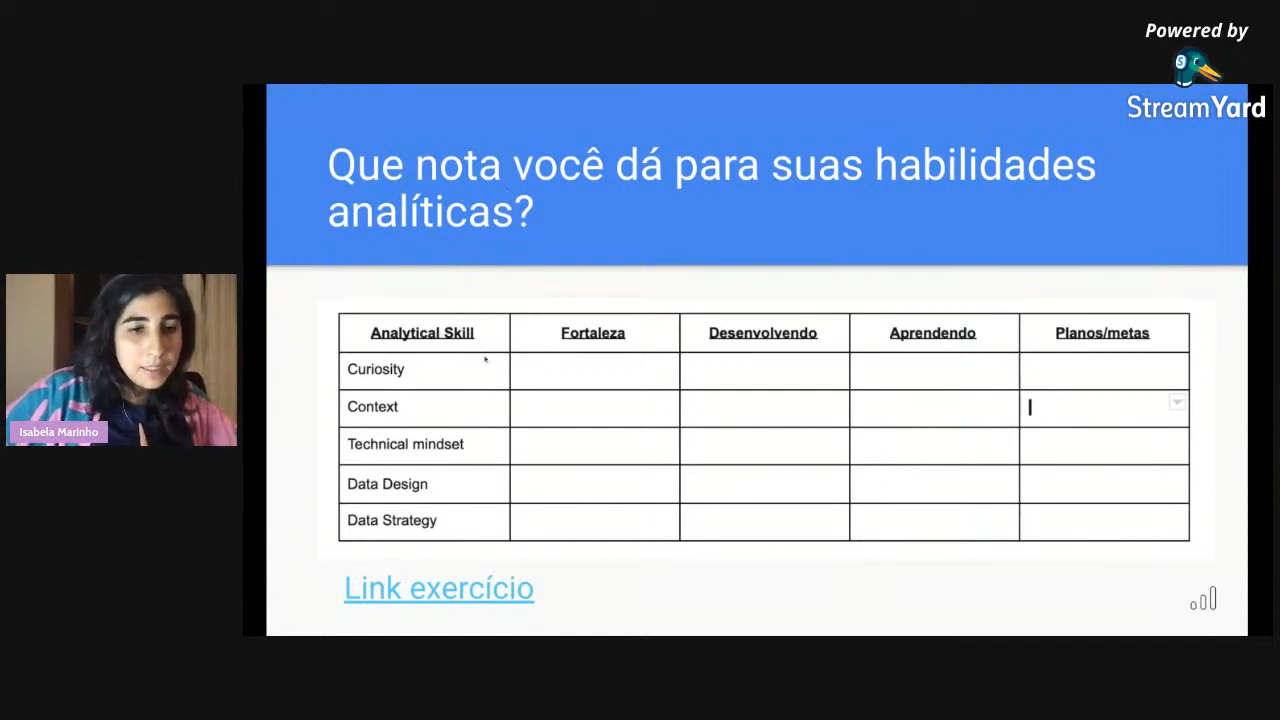 Powered by
StreamYard
Que nota você dá para suas habilidades
analíticas?
Analytical Skill Fortaleza Desenvolvendo Aprendendo Planos/metas
Curiosity
Context
Technical mindset
Data Design
Data Strategy
Link exercício
Isabela Marinho